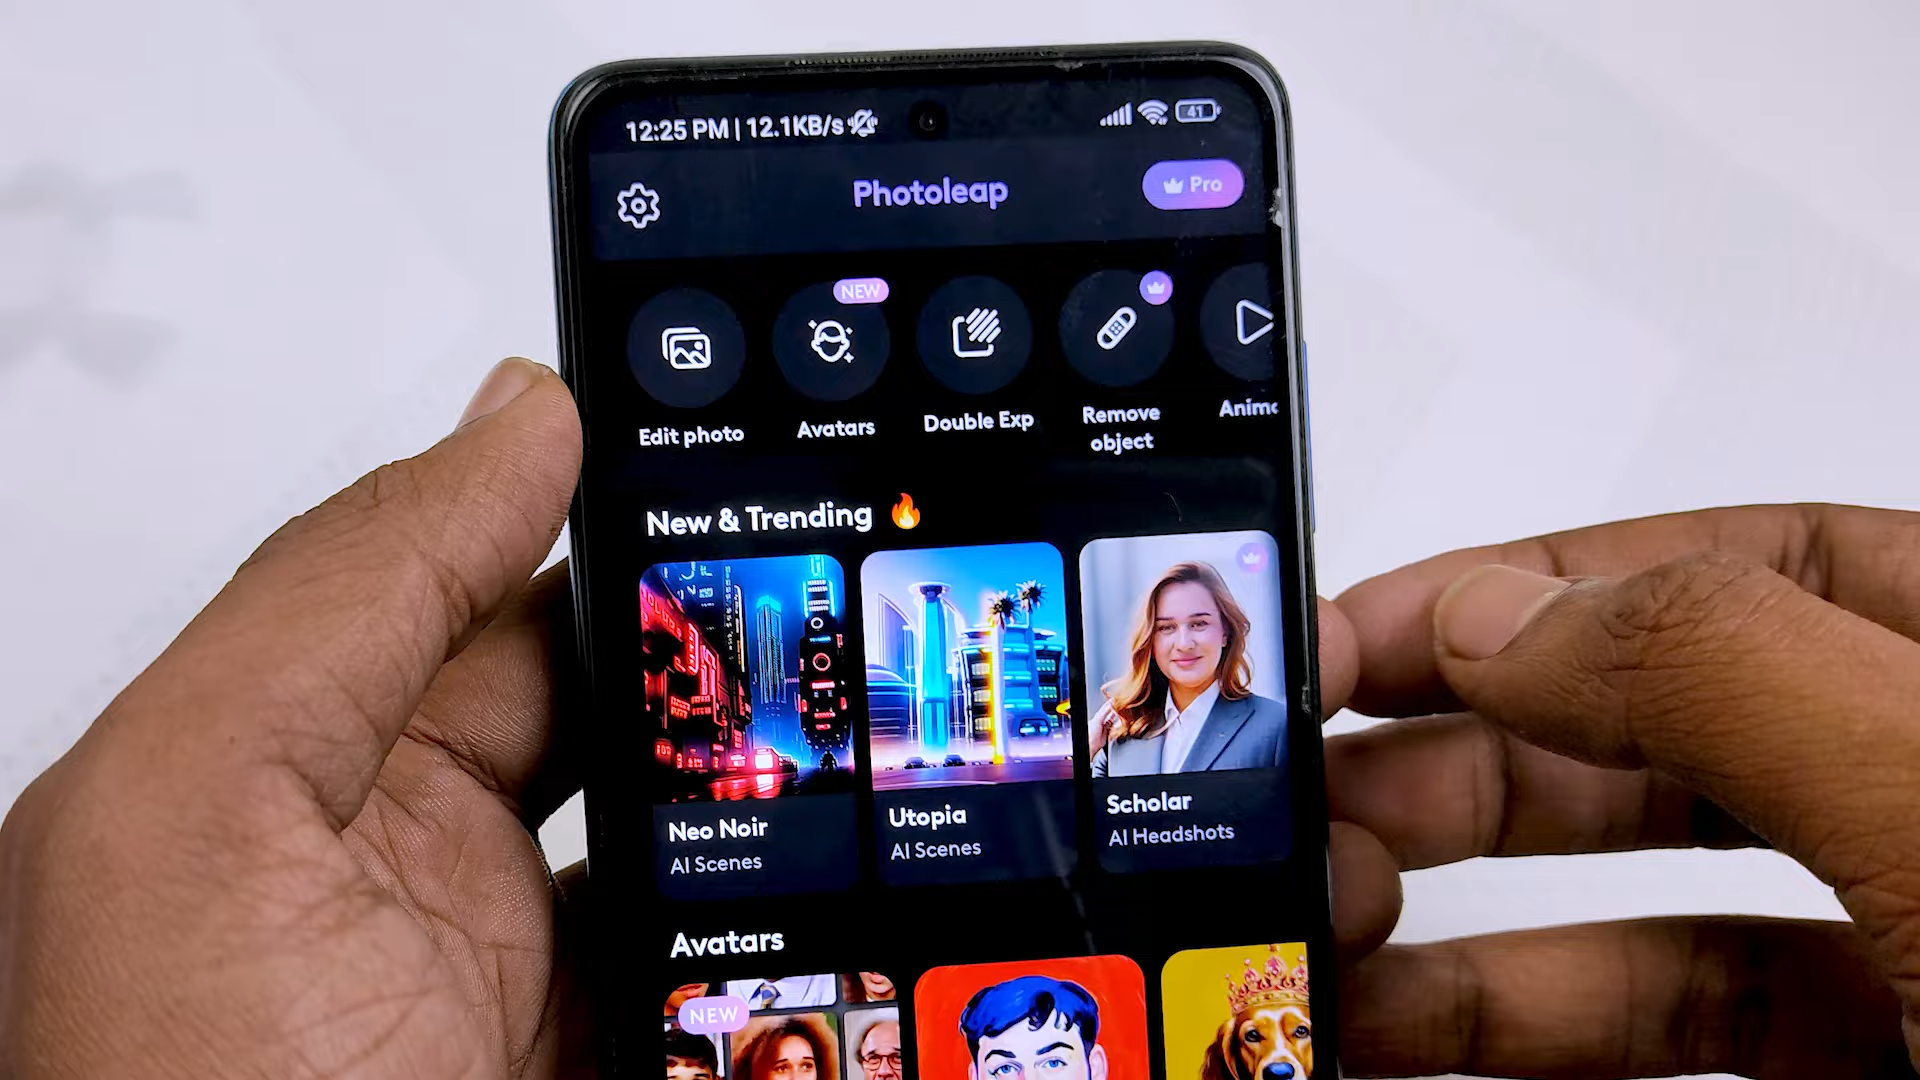 12:25 PM | 12.1KB/s
41
Photoleap
Pro
NEW
Edit photo
Avatars
Double Exp
Remove
object
Anima
New & Trending 🔥
Neo Noir
AI Scenes
Utopia
AI Scenes
Scholar
AI Headshots
Avatars
NEW